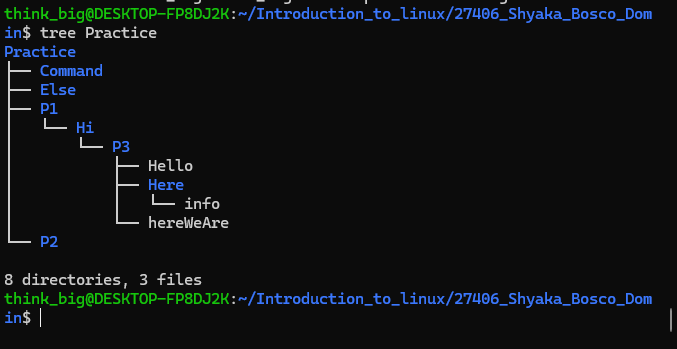 think_big@DESKTOP-FP8DJ2K:~/Introduction_to_linux/27406_Shyaka_Bosco_Dom
in$ tree Practice
Practice
├── Command
├── Else
├── P1
│   └── Hi
│       └── P3
│           ├── Hello
│           ├── Here
│           │   └── info
│           └── hereWeAre
└── P2
8 directories, 3 files
think_big@DESKTOP-FP8DJ2K:~/Introduction_to_linux/27406_Shyaka_Bosco_Dom
in$